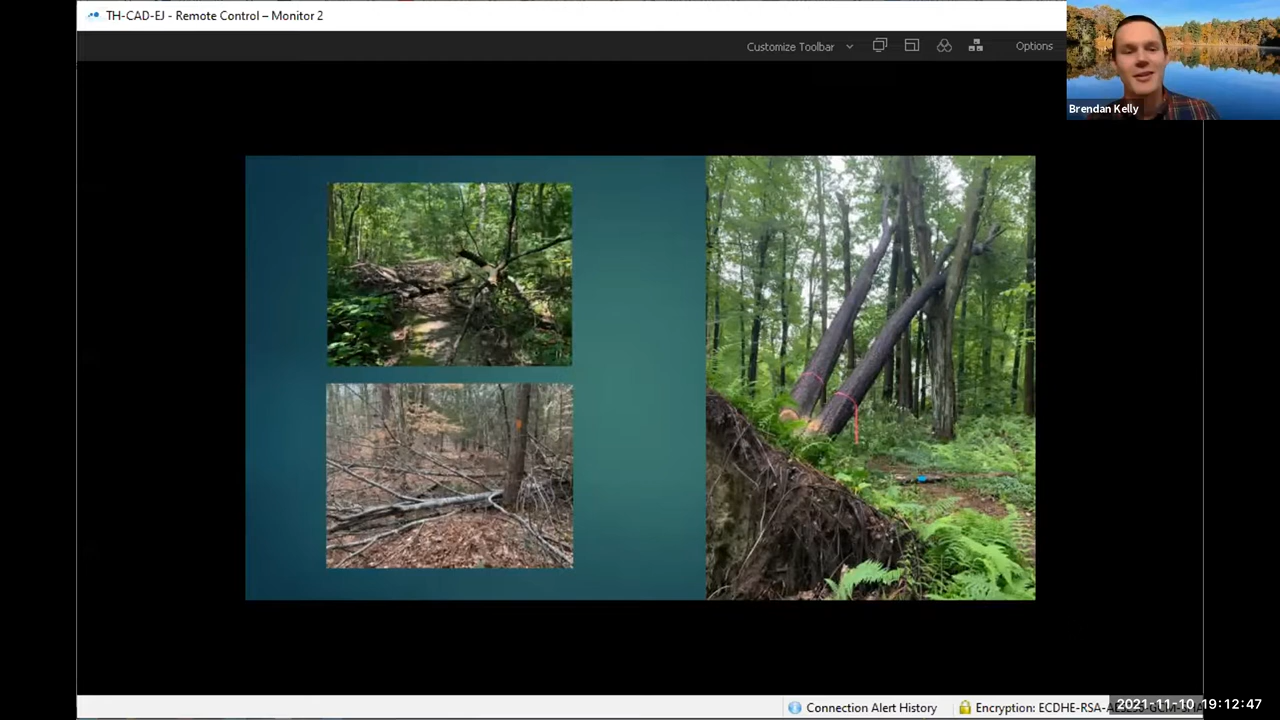 TH-CAD-EJ - Remote Control – Monitor 2
Customize Toolbar
Options
Brendan Kelly
Connection Alert History
Encryption: ECDHE-RSA-
2021-11-10 19:12:47